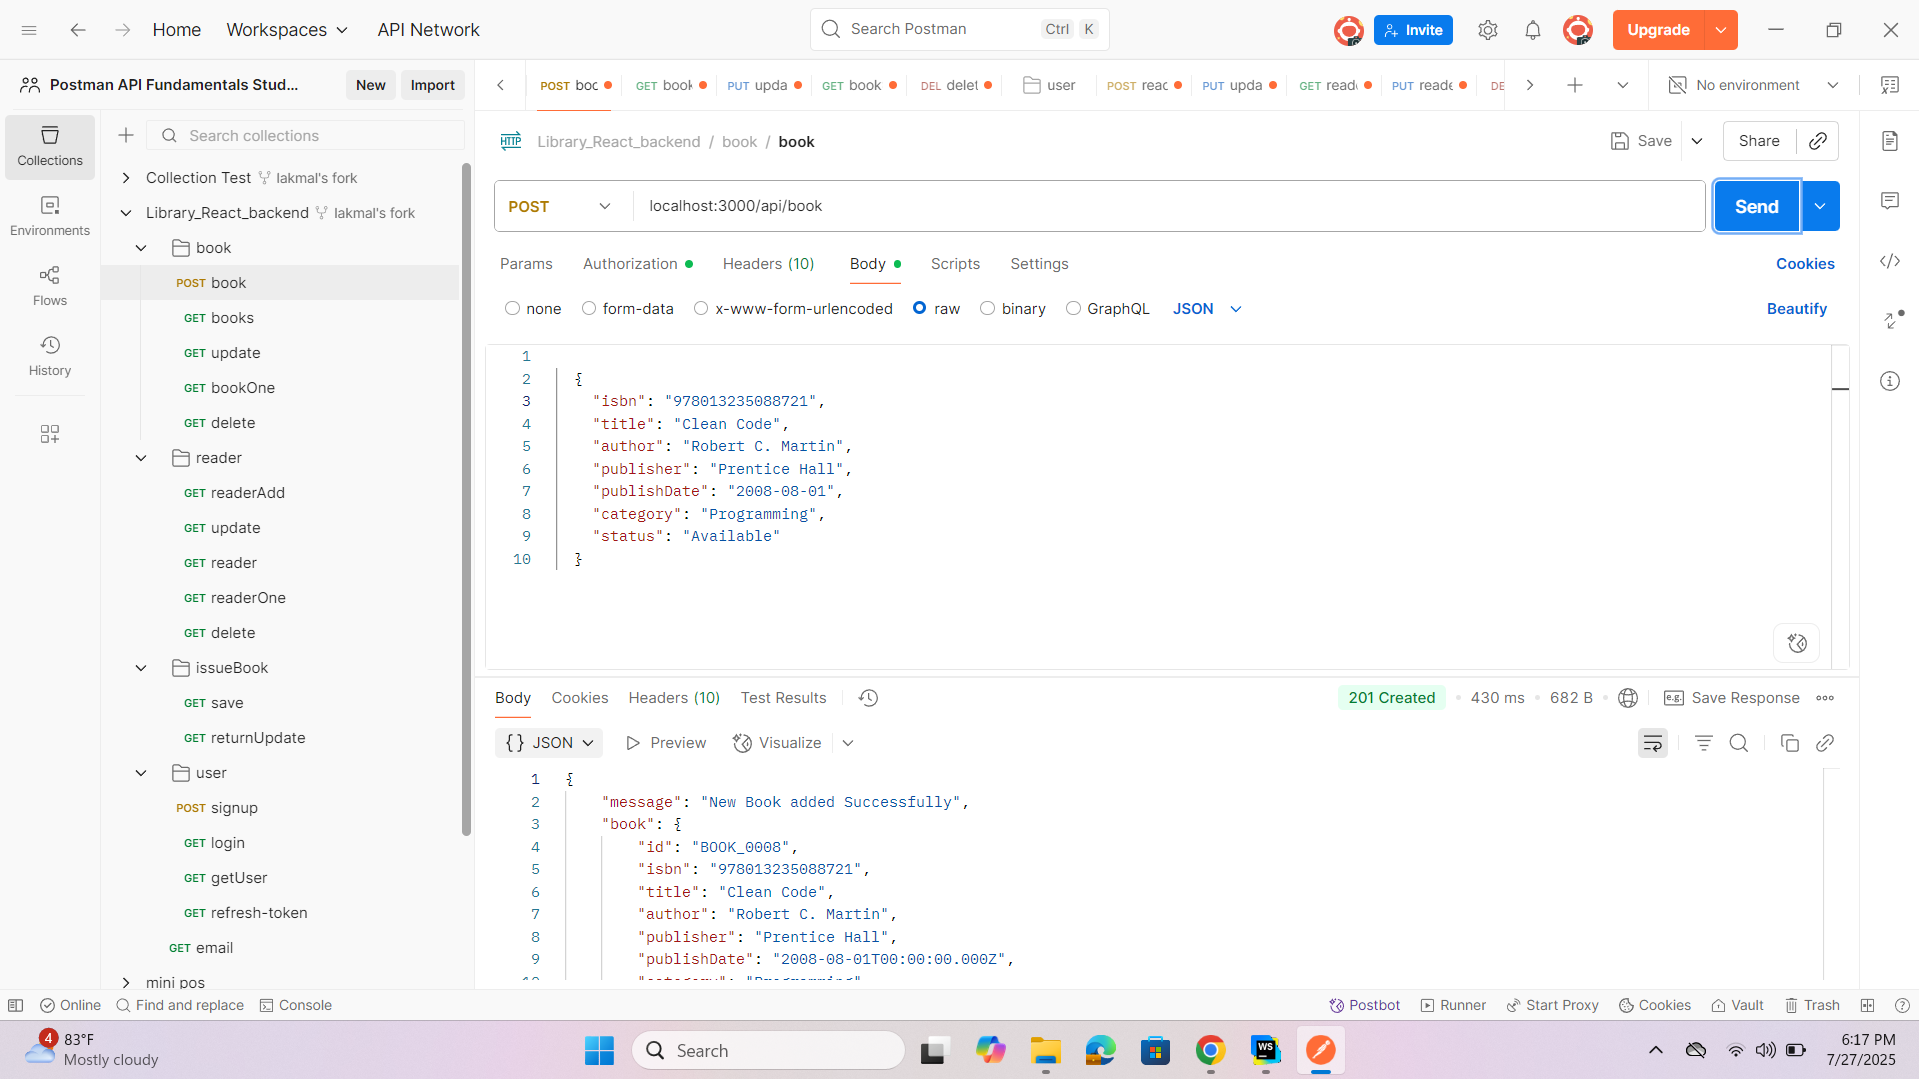 Home
Workspaces
API Network
Search Postman
Ctrl K
Invite
Upgrade
Postman API Fundamentals Stud...
New
Import
POST boo
GET book
PUT upda
GET book
DEL delet
user
POST read
PUT upda
GET read
PUT reade
DE
No environment
Collections
Environments
Flows
History
Search collections
Collection Test lakmal's fork
Library_React_backend lakmal's fork
book
POST book
GET books
GET update
GET bookOne
GET delete
reader
GET readerAdd
GET update
GET reader
GET readerOne
GET delete
issueBook
GET save
GET returnUpdate
user
POST signup
GET login
GET getUser
GET refresh-token
GET email
mini pos
HTTP Library_React_backend / book / book
Save
Share
POST localhost:3000/api/book
Send
Params Authorization Headers (10) Body Scripts Settings
Cookies
none form-data x-www-form-urlencoded raw binary GraphQL JSON
Beautify
1
2 {
3 "isbn": "978013235088721",
4 "title": "Clean Code",
5 "author": "Robert C. Martin",
6 "publisher": "Prentice Hall",
7 "publishDate": "2008-08-01",
8 "category": "Programming",
9 "status": "Available"
10 }
Body Cookies Headers (10) Test Results
201 Created • 430 ms • 682 B
e.g. Save Response
{} JSON Preview Visualize
1 {
2 "message": "New Book added Successfully",
3 "book": {
4 "id": "BOOK_0008",
5 "isbn": "978013235088721",
6 "title": "Clean Code",
7 "author": "Robert C. Martin",
8 "publisher": "Prentice Hall",
9 "publishDate": "2008-08-01T00:00:00.000Z",
10 "category": "Programming"
Online Find and replace Console
Postbot Runner Start Proxy Cookies Vault Trash
4
83°F
Mostly cloudy
Search
WS
6:17 PM
7/27/2025